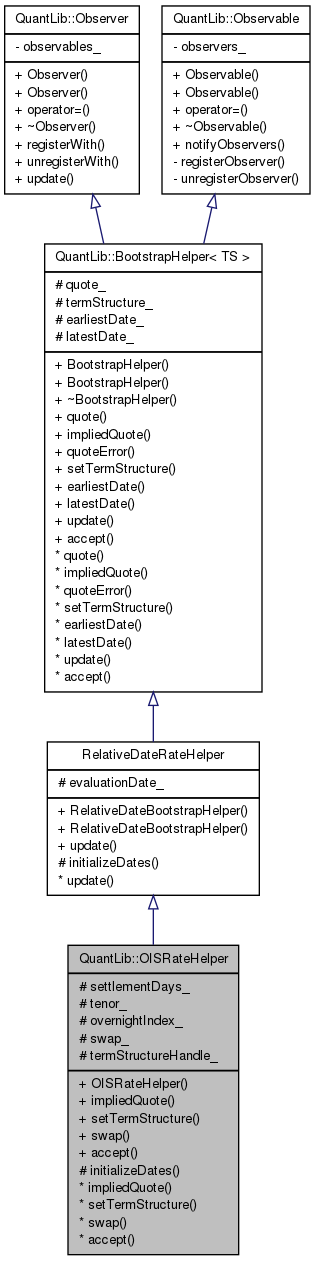 QuantLib::Observer
- observables_
+ Observer()
+ Observer()
+ operator=()
+ ~Observer()
+ registerWith()
+ unregisterWith()
+ update()
QuantLib::Observable
- observers_
+ Observable()
+ Observable()
+ operator=()
+ ~Observable()
+ notifyObservers()
- registerObserver()
- unregisterObserver()
QuantLib::BootstrapHelper< TS >
# quote_
# termStructure_
# earliestDate_
# latestDate_
+ BootstrapHelper()
+ BootstrapHelper()
+ ~BootstrapHelper()
+ quote()
+ impliedQuote()
+ quoteError()
+ setTermStructure()
+ earliestDate()
+ latestDate()
+ update()
+ accept()
* quote()
* impliedQuote()
* quoteError()
* setTermStructure()
* earliestDate()
* latestDate()
* update()
* accept()
RelativeDateRateHelper
# evaluationDate_
+ RelativeDateBootstrapHelper()
+ RelativeDateBootstrapHelper()
+ update()
# initializeDates()
* update()
QuantLib::OISRateHelper
# settlementDays_
# tenor_
# overnightIndex_
# swap_
# termStructureHandle_
+ OISRateHelper()
+ impliedQuote()
+ setTermStructure()
+ swap()
+ accept()
# initializeDates()
* impliedQuote()
* setTermStructure()
* swap()
* accept()